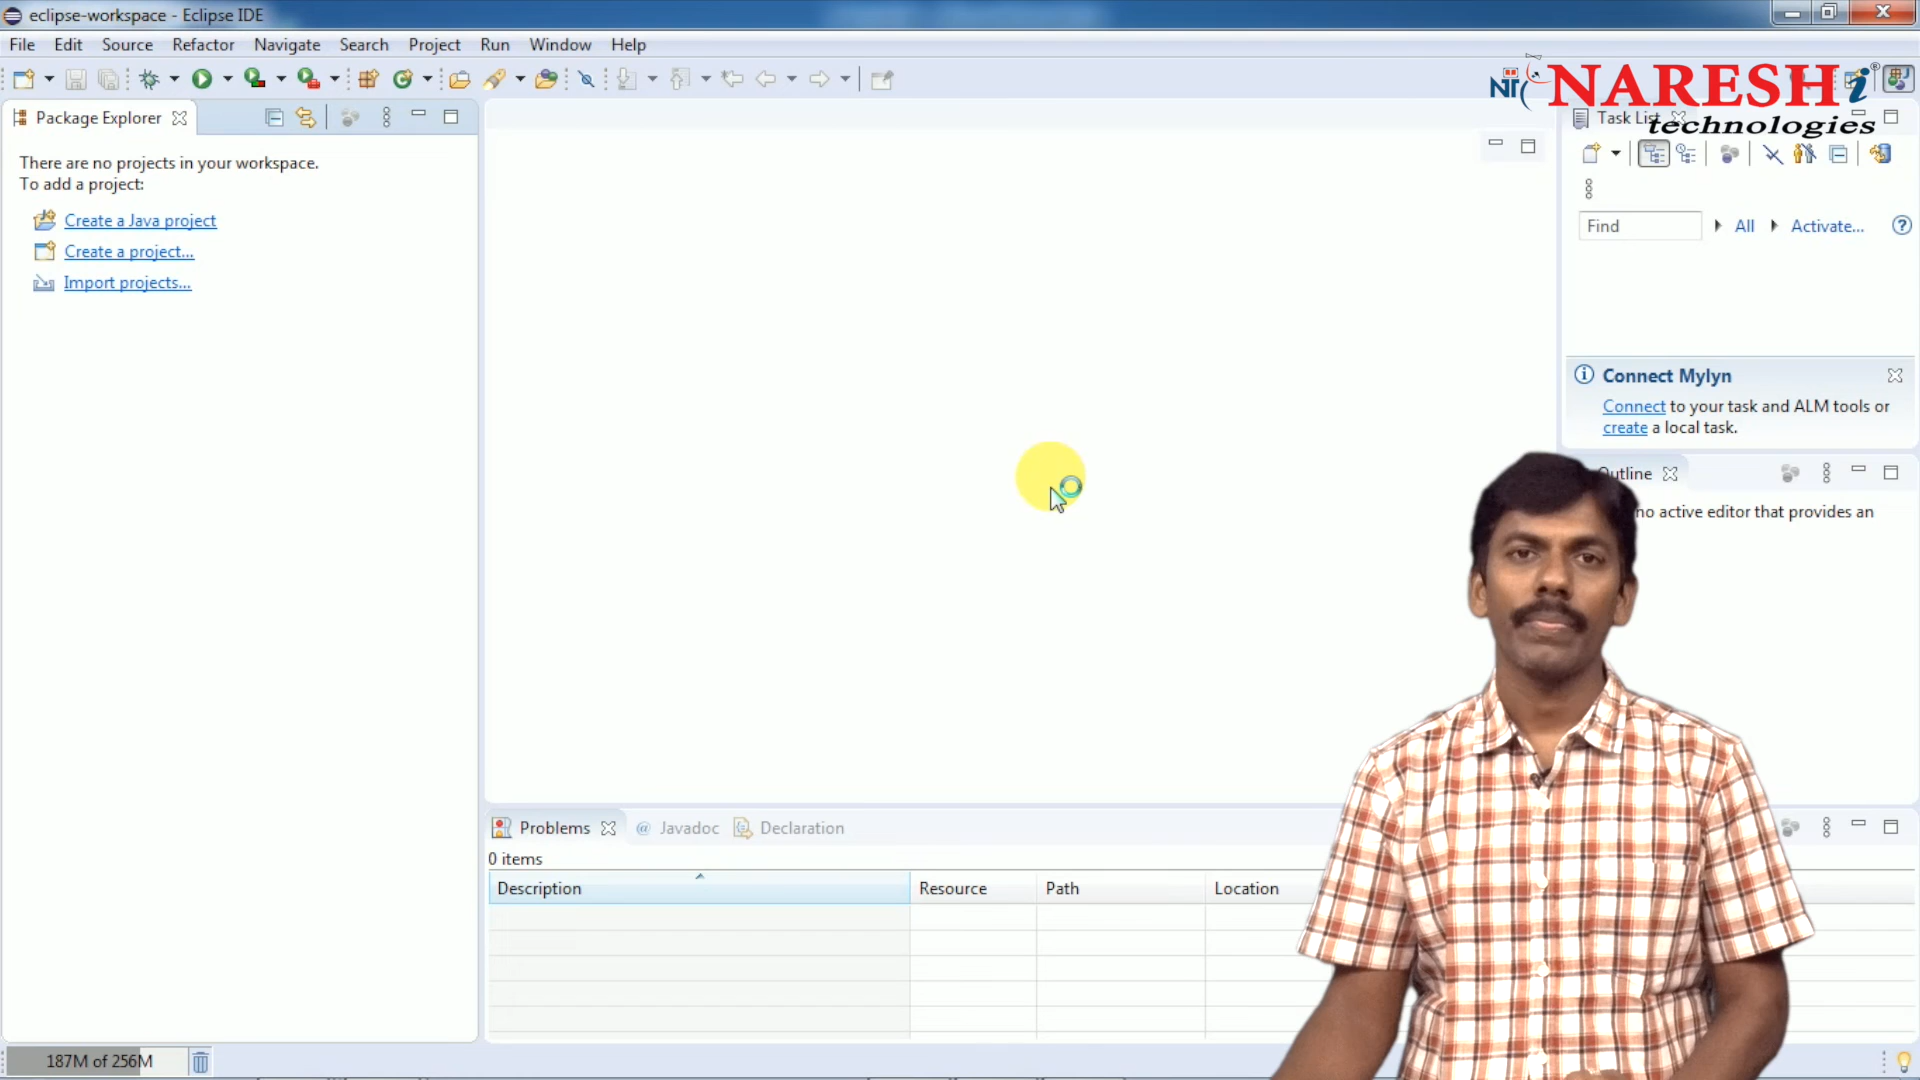 eclipse-workspace - Eclipse IDE
File Edit Source Refactor Navigate Search Project Run Window Help
NT NARESH i ®
technologies
Package Explorer
Task List
There are no projects in your workspace.
To add a project:
Create a Java project
Create a project...
Import projects...
Find All Activate...
Connect Mylyn
Connect to your task and ALM tools or
create a local task.
Outline
no active editor that provides an
Problems @ Javadoc Declaration
0 items
Description Resource Path Location
187M of 256M